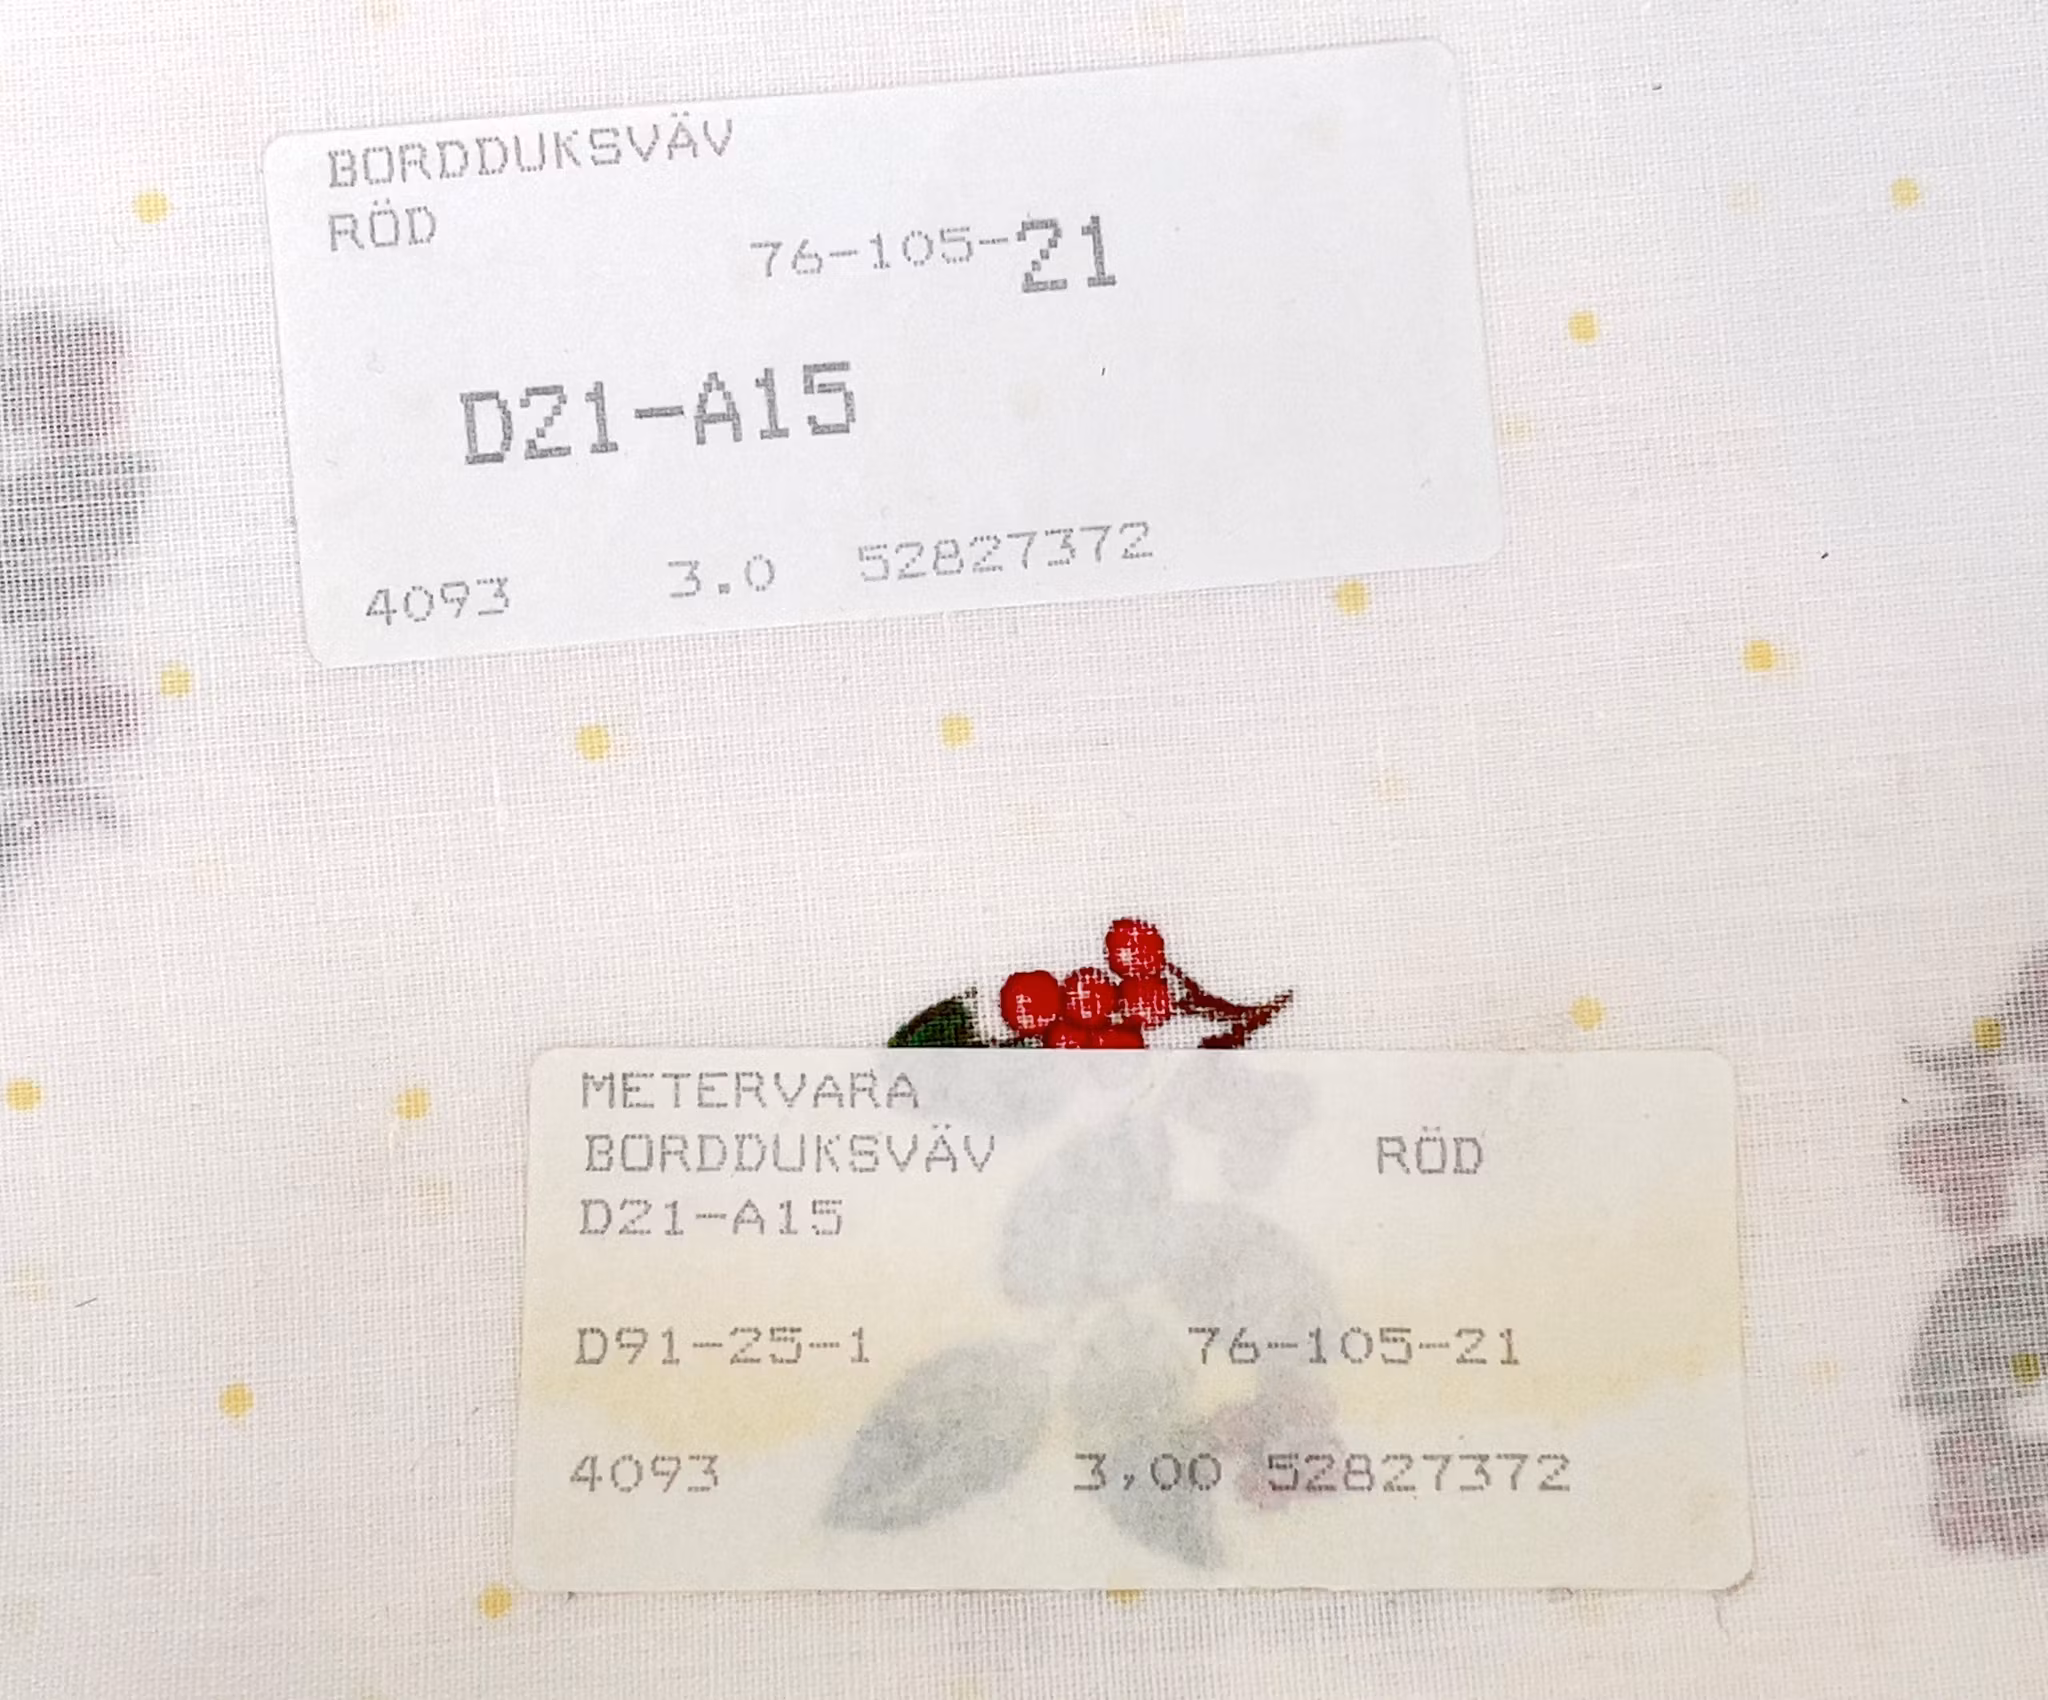 BORDDUKSVÄV
RÖD
76-105-21
D21-A15
4093 3.0 52827372
METERVARA
BORDDUKSVÄV RÖD
D21-A15
D91-25-1 76-105-21
4093 3,00 52827372